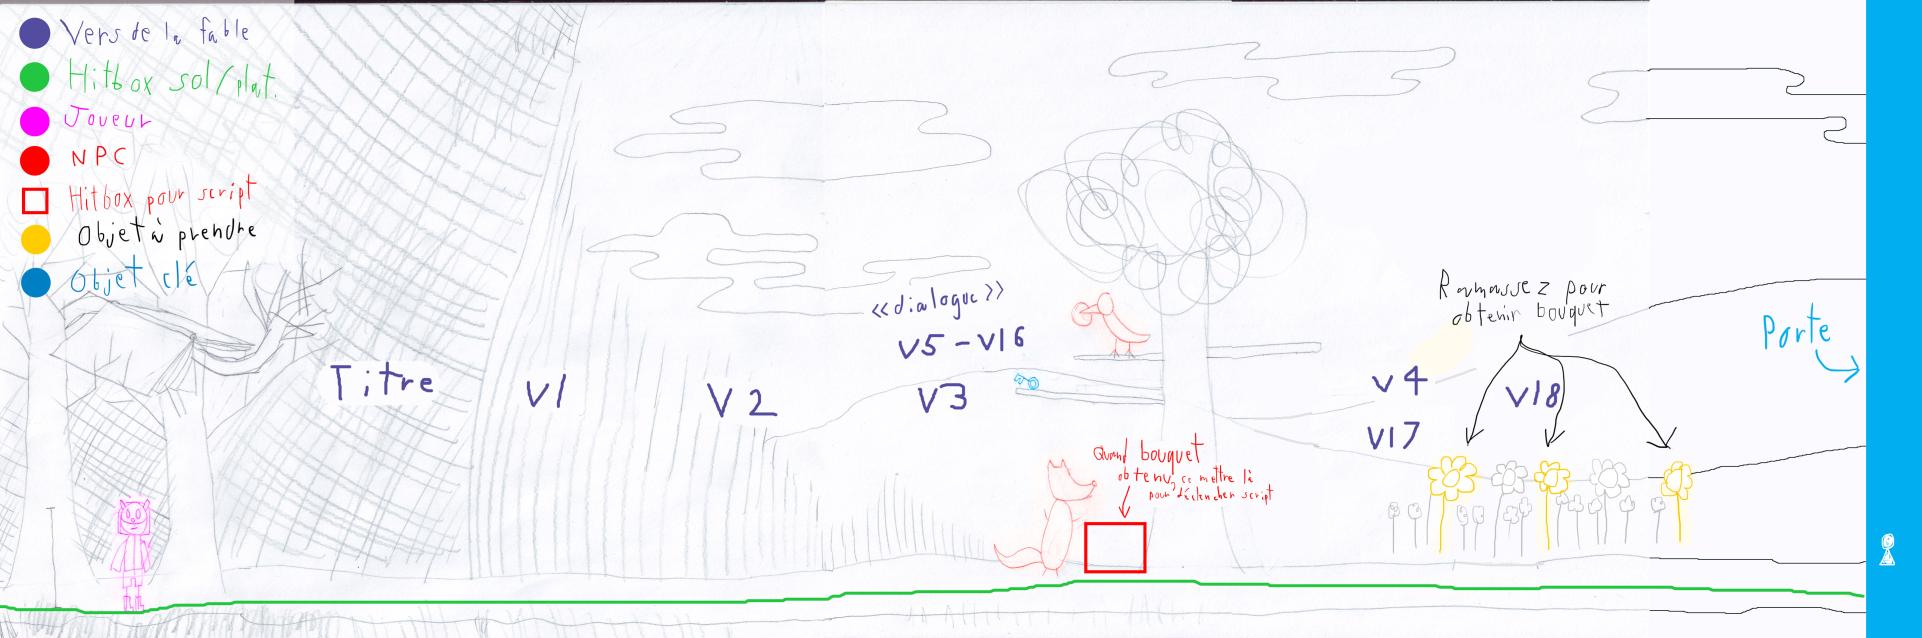 Vers de la fable
Hitbox sol/plat.
Joueur
NPC
Hitbox pour script
Objet à prendre
Objet clé
Titre
V1
V2
<<dialogue>>
V5 - V16
V3
Quand bouquet
obtenu, se mettre là
pour déclencher script
V4
V17
Ramassez pour
obtenir bouquet
V18
Porte